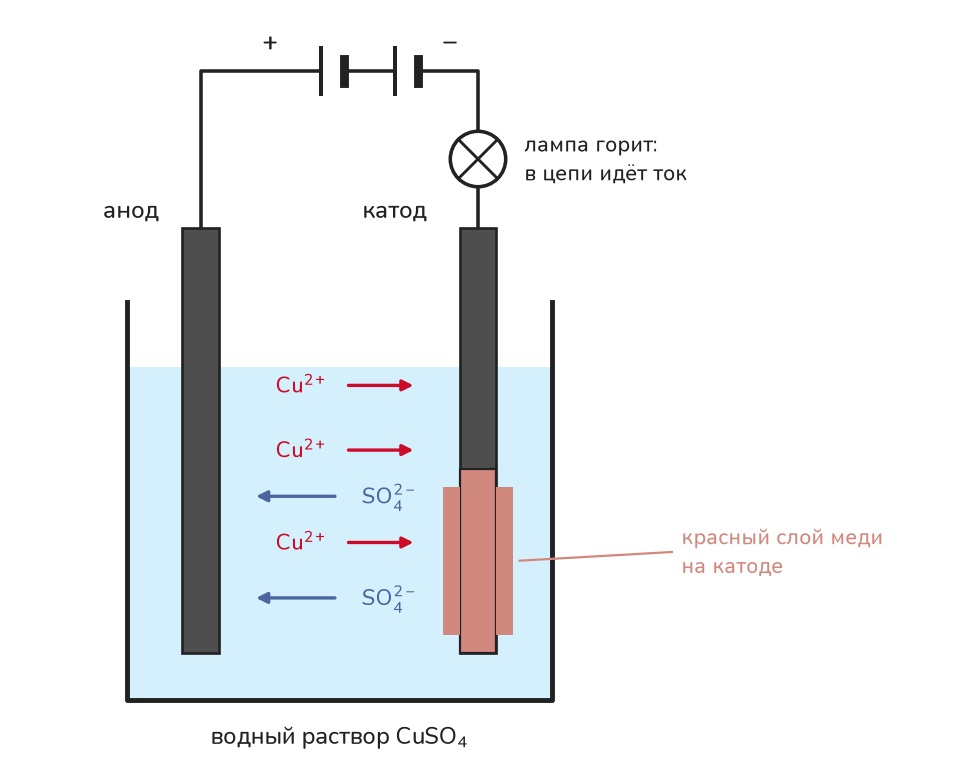 + −
лампа горит:
в цепи идёт ток
анод
катод
Cu²⁺
Cu²⁺
SO₄²⁻
Cu²⁺
красный слой меди
на катоде
SO₄²⁻
водный раствор CuSO₄